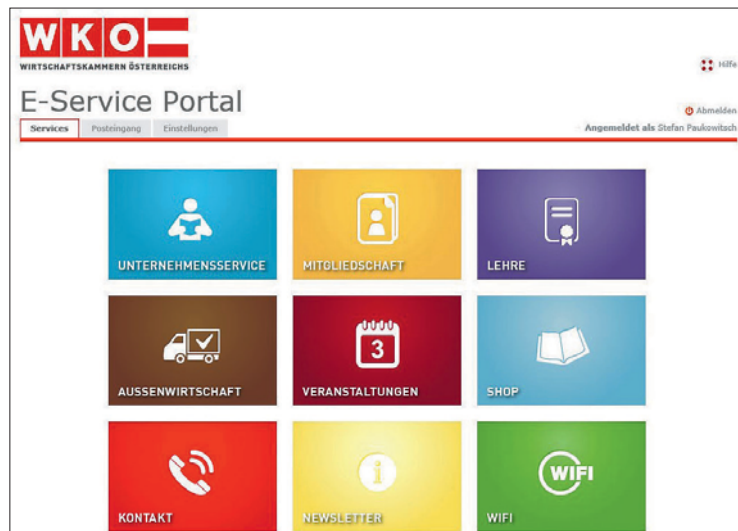 WKO
WIRTSCHAFTSKAMMERN ÖSTERREICHS
Hilfe
E-Service Portal
Abmelden
Services Posteingang Einstellungen
Angemeldet als Stefan Paukowitsch
UNTERNEHMENSSERVICE
MITGLIEDSCHAFT
LEHRE
AUSSENWIRTSCHAFT
3
VERANSTALTUNGEN
SHOP
KONTAKT
i
NEWSLETTER
WIFI
WIFI